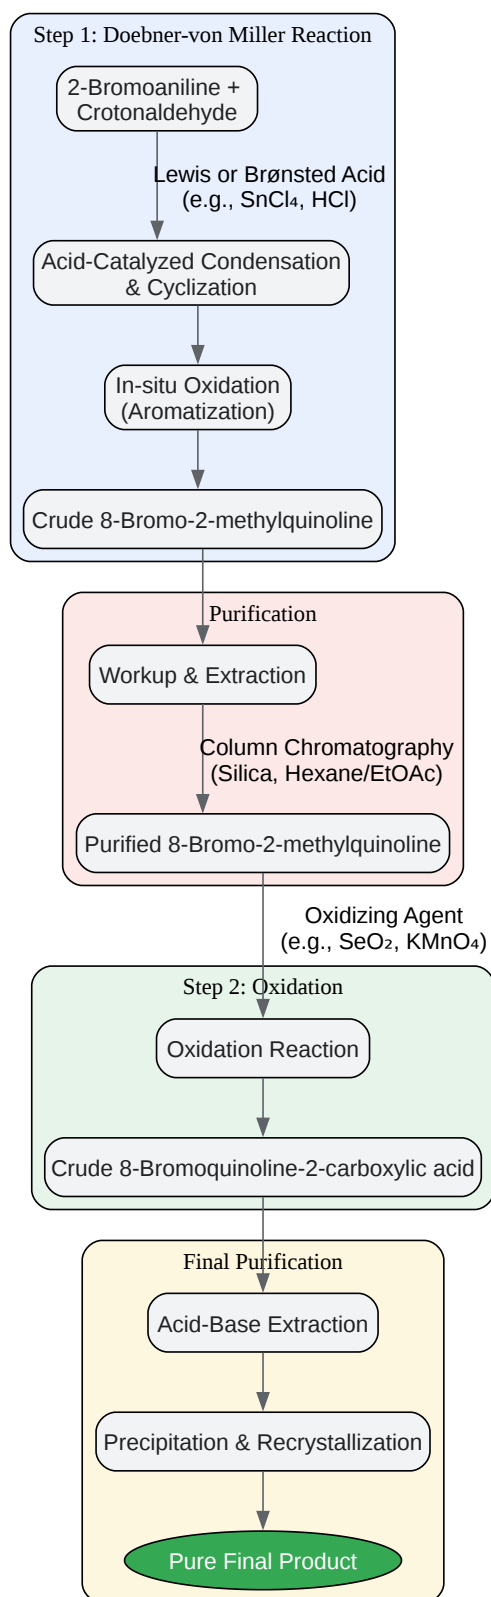 Step 1: Doebner-von Miller Reaction
2-Bromoaniline +
Crotonaldehyde
Lewis or Brønsted Acid
(e.g., SnCl₄, HCl)
Acid-Catalyzed Condensation
& Cyclization
In-situ Oxidation
(Aromatization)
Crude 8-Bromo-2-methylquinoline
Purification
Workup & Extraction
Column Chromatography
(Silica, Hexane/EtOAc)
Purified 8-Bromo-2-methylquinoline
Oxidizing Agent
(e.g., SeO₂, KMnO₄)
Step 2: Oxidation
Oxidation Reaction
Crude 8-Bromoquinoline-2-carboxylic acid
Final Purification
Acid-Base Extraction
Precipitation & Recrystallization
Pure Final Product